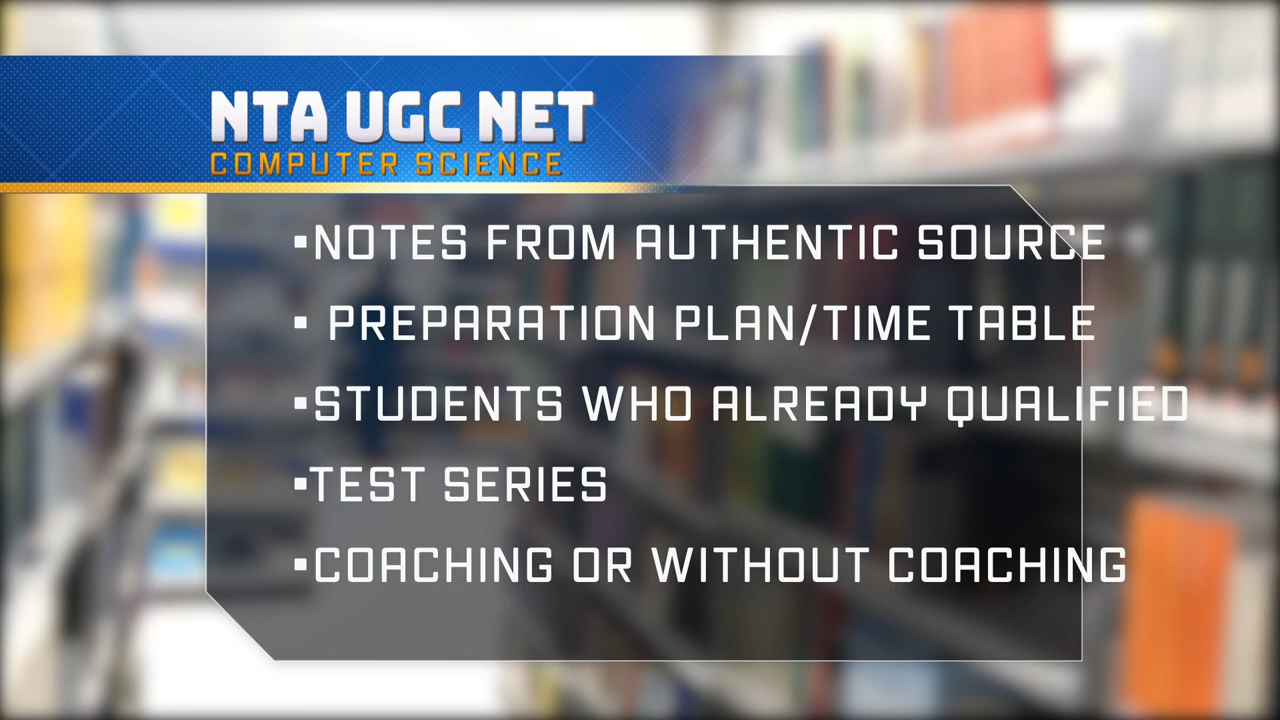 NTA UGC NET
COMPUTER SCIENCE
▪NOTES FROM AUTHENTIC SOURCE
▪ PREPARATION PLAN/TIME TABLE
▪STUDENTS WHO ALREADY QUALIFIED
▪TEST SERIES
▪COACHING OR WITHOUT COACHING